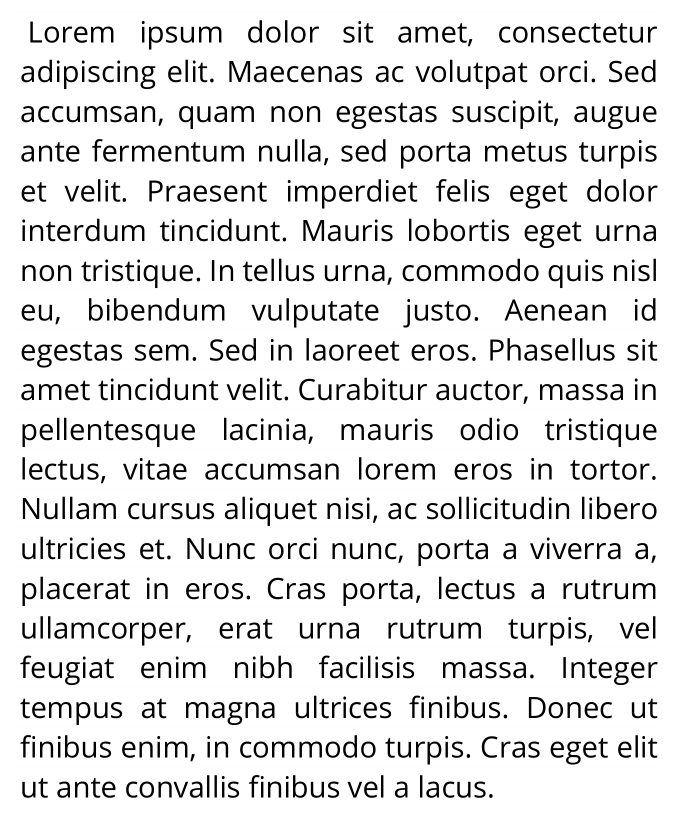 Lorem ipsum dolor sit amet, consectetur
adipiscing elit. Maecenas ac volutpat orci. Sed
accumsan, quam non egestas suscipit, augue
ante fermentum nulla, sed porta metus turpis
et velit. Praesent imperdiet felis eget dolor
interdum tincidunt. Mauris lobortis eget urna
non tristique. In tellus urna, commodo quis nisl
eu, bibendum vulputate justo. Aenean id
egestas sem. Sed in laoreet eros. Phasellus sit
amet tincidunt velit. Curabitur auctor, massa in
pellentesque lacinia, mauris odio tristique
lectus, vitae accumsan lorem eros in tortor.
Nullam cursus aliquet nisi, ac sollicitudin libero
ultricies et. Nunc orci nunc, porta a viverra a,
placerat in eros. Cras porta, lectus a rutrum
ullamcorper, erat urna rutrum turpis, vel
feugiat enim nibh facilisis massa. Integer
tempus at magna ultrices finibus. Donec ut
finibus enim, in commodo turpis. Cras eget elit
ut ante convallis finibus vel a lacus.